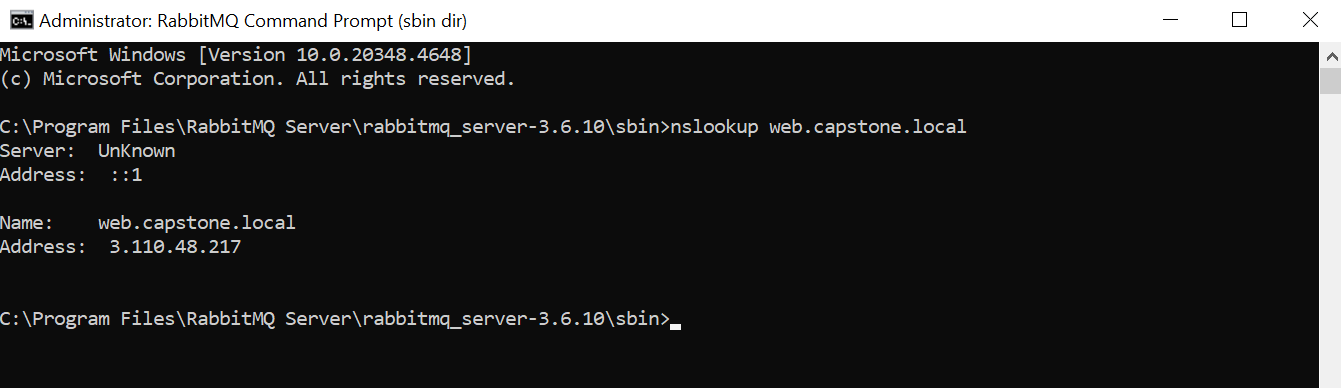 Administrator: RabbitMQ Command Prompt (sbin dir)
Microsoft Windows [Version 10.0.20348.4648]
(c) Microsoft Corporation. All rights reserved.
C:\Program Files\RabbitMQ Server\rabbitmq_server-3.6.10\sbin>nslookup web.capstone.local
Server:  UnKnown
Address:  ::1
Name:    web.capstone.local
Address:  3.110.48.217
C:\Program Files\RabbitMQ Server\rabbitmq_server-3.6.10\sbin>